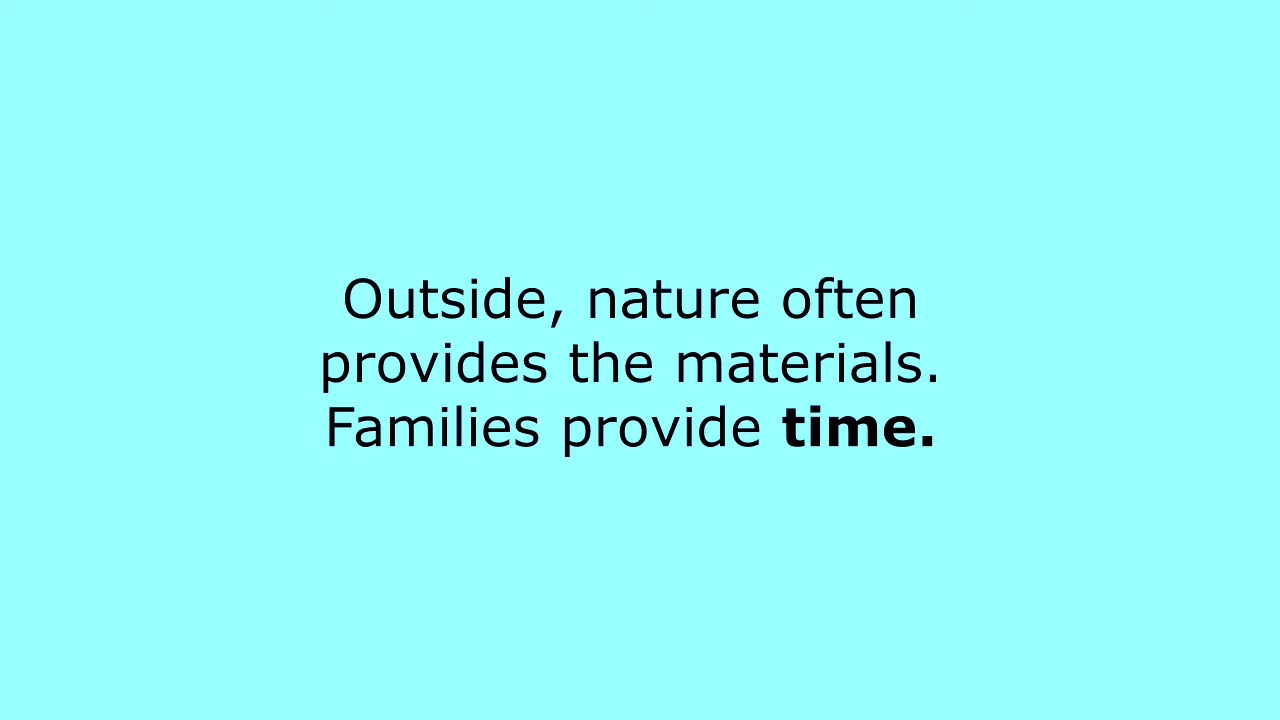 Outside, nature often
provides the materials.
Families provide time.